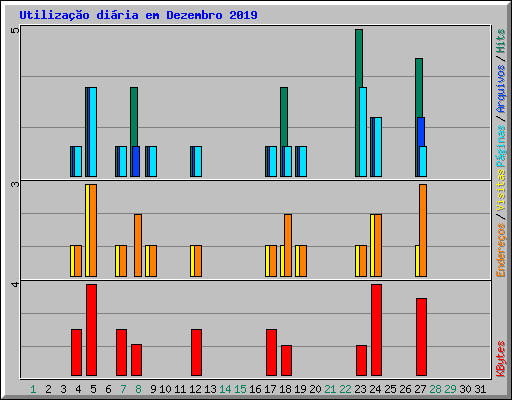 Utilização diária em Dezembro 2019
5
3
4
Endereços / Visitas Páginas / Arquivos / Hits
KBytes
1 2 3 4 5 6 7 8 9 10 11 12 13 14 15 16 17 18 19 20 21 22 23 24 25 26 27 28 29 30 31